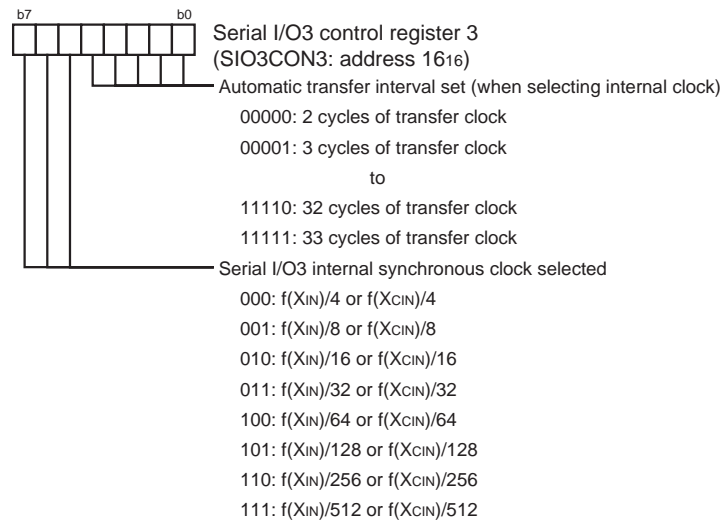 b7 b0
Serial I/O3 control register 3
(SIO3CON3: address 1616)
Automatic transfer interval set (when selecting internal clock)
00000: 2 cycles of transfer clock
00001: 3 cycles of transfer clock
to
11110: 32 cycles of transfer clock
11111: 33 cycles of transfer clock
Serial I/O3 internal synchronous clock selected
000: f(XIN)/4 or f(XCIN)/4
001: f(XIN)/8 or f(XCIN)/8
010: f(XIN)/16 or f(XCIN)/16
011: f(XIN)/32 or f(XCIN)/32
100: f(XIN)/64 or f(XCIN)/64
101: f(XIN)/128 or f(XCIN)/128
110: f(XIN)/256 or f(XCIN)/256
111: f(XIN)/512 or f(XCIN)/512